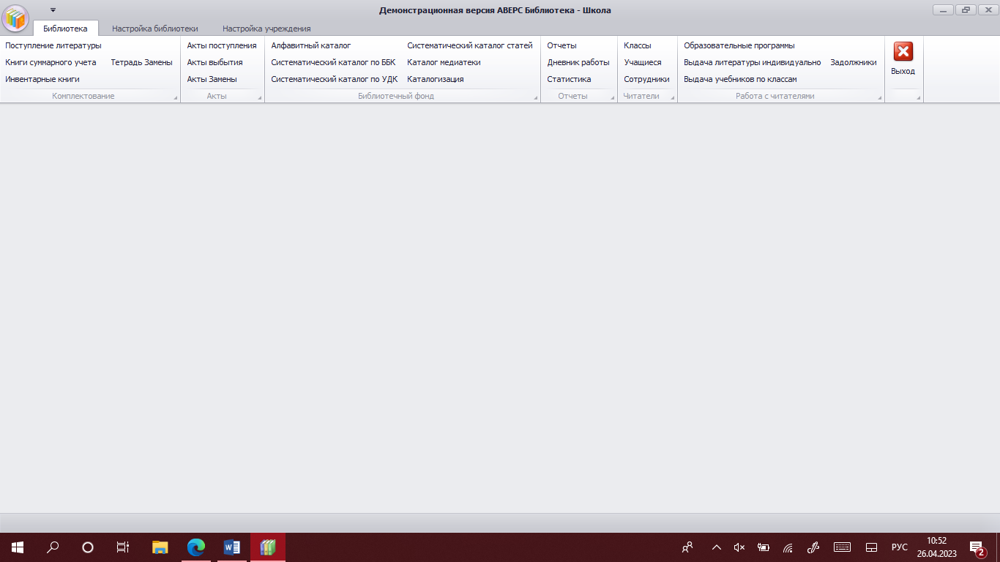 Демонстрационная версия АВЕРС Библиотека - Школа
Библиотека Настройка библиотеки Настройка учреждения
Поступление литературы
Книги суммарного учета Тетрадь Замены
Инвентарные книги
Комплектование
Акты поступления
Акты выбытия
Акты Замены
Акты
Алфавитный каталог Систематический каталог статей
Систематический каталог по ББК Каталог медиатеки
Систематический каталог по УДК Каталогизация
Библиотечный фонд
Отчеты
Дневник работы
Статистика
Отчеты
Классы
Учащиеся
Сотрудники
Читатели
Образовательные программы
Выдача литературы индивидуально Задолжники
Выдача учебников по классам
Работа с читателями
Выход
W
РУС
10:52
26.04.2023
2